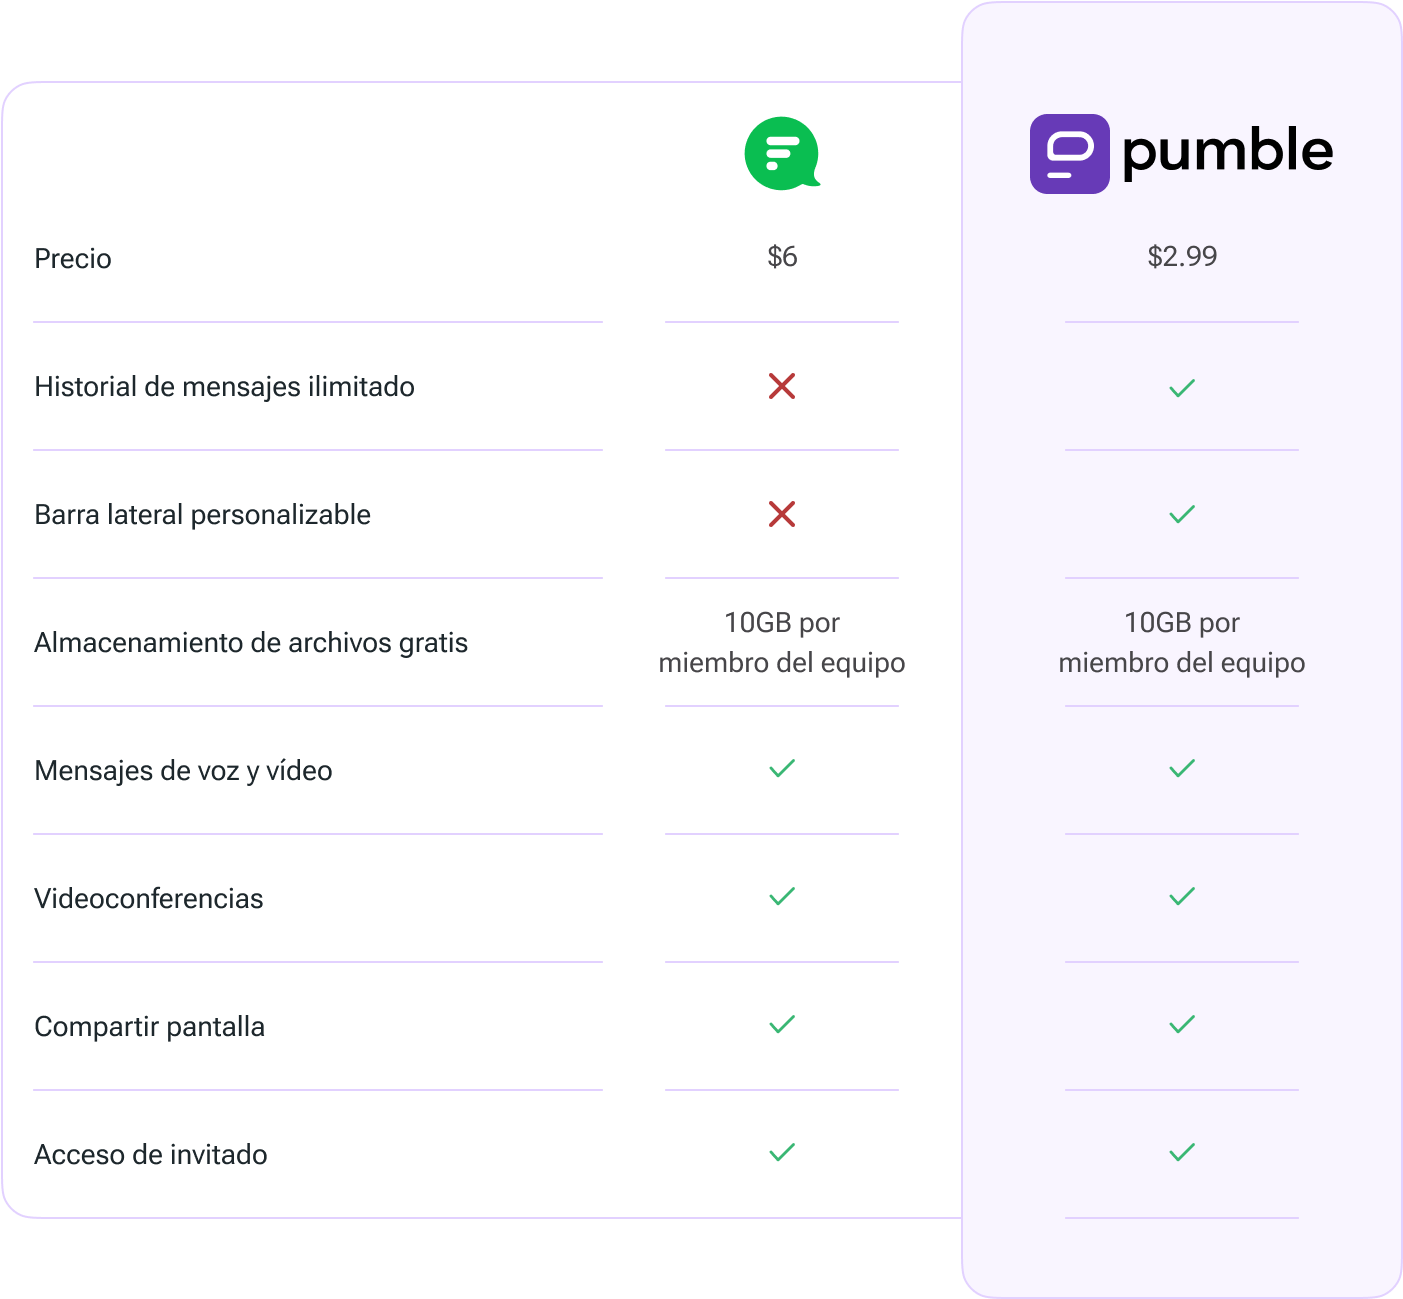 pumble
Precio
$6
$2.99
Historial de mensajes ilimitado
Barra lateral personalizable
Almacenamiento de archivos gratis
10GB por
miembro del equipo
10GB por
miembro del equipo
Mensajes de voz y vídeo
Videoconferencias
Compartir pantalla
Acceso de invitado